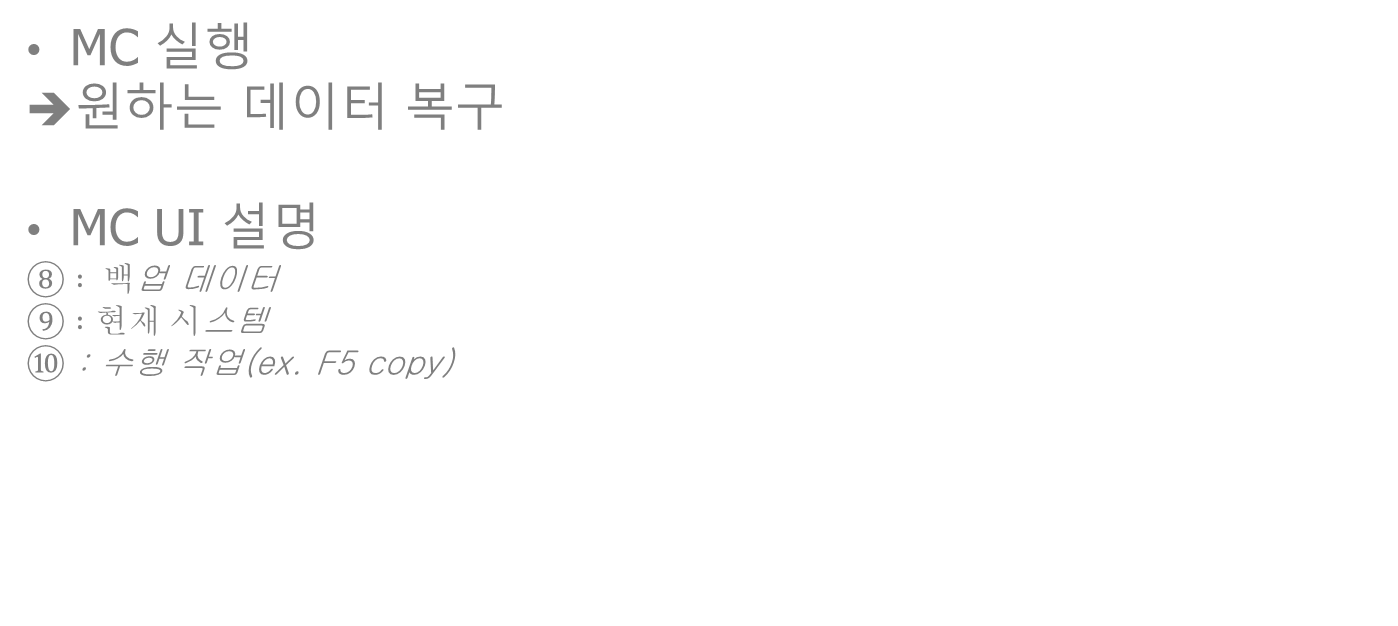 • MC 실행
➔원하는 데이터 복구
• MC UI 설명
⑧ : 백업 데이터
⑨ : 현재 시스템
⑩ : 수행 작업(ex. F5 copy)